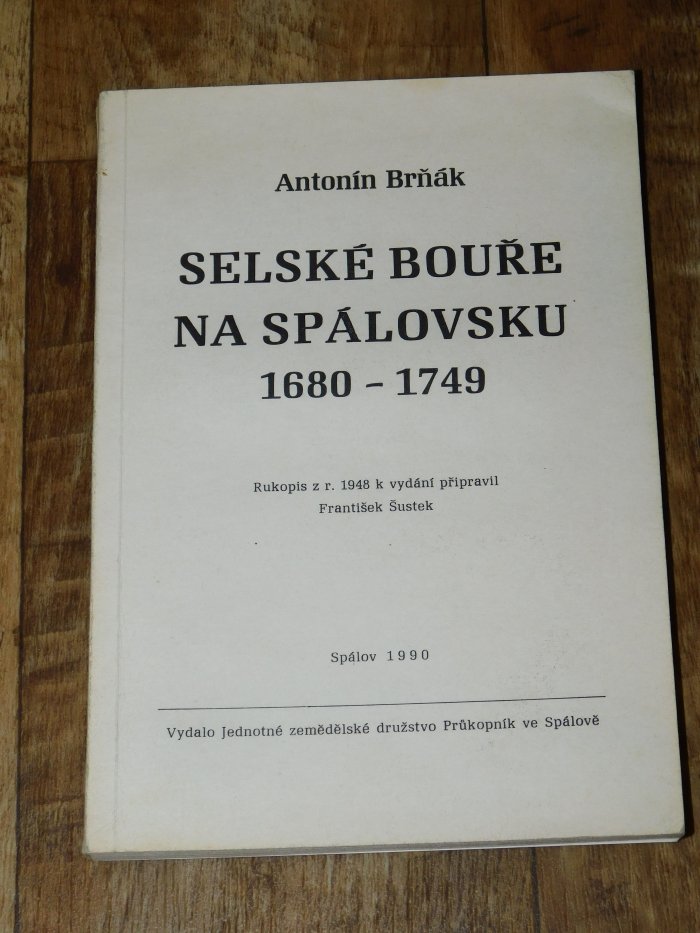 Antonín Brňák
SELSKÉ BOUŘE
NA SPÁLOVSKU
1680 – 1749
Rukopis z r. 1948 k vydání připravil
František Šustek
Spálov 1990
Vydalo Jednotné zemědělské družstvo Průkopník ve Spálově